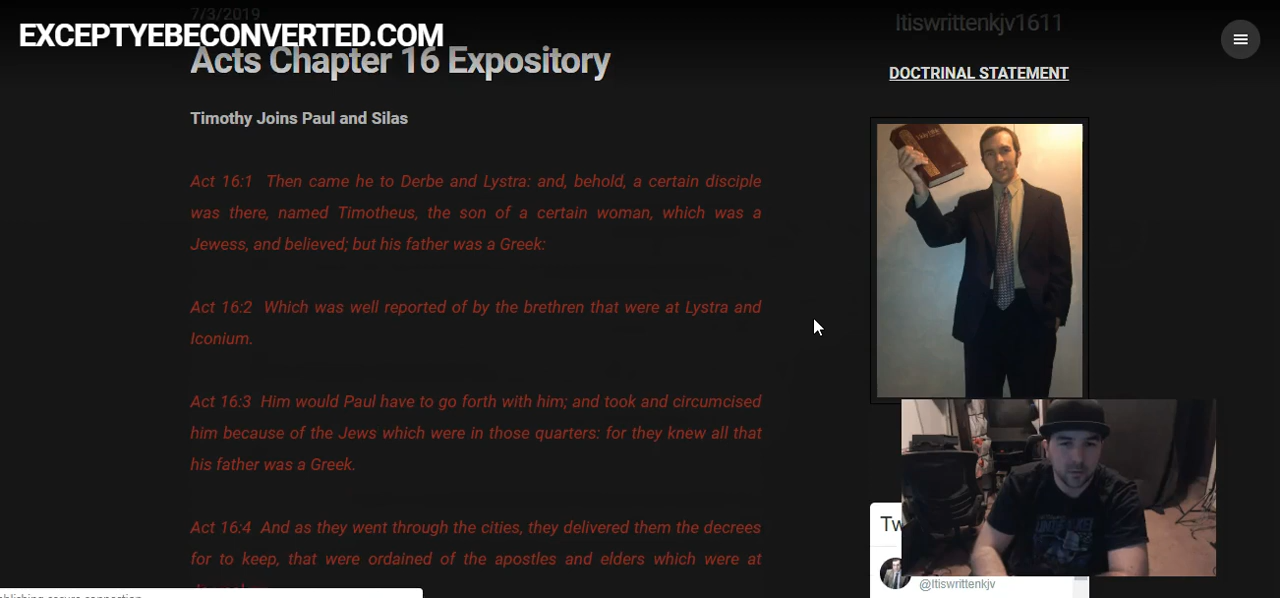 7/3/2019
EXCEPTYEBECONVERTED.COM
Acts Chapter 16 Expository
Timothy Joins Paul and Silas
Act 16:1 Then came he to Derbe and Lystra: and, behold, a certain disciple
was there, named Timotheus, the son of a certain woman, which was a
Jewess, and believed; but his father was a Greek:
Act 16:2 Which was well reported of by the brethren that were at Lystra and
Iconium.
Act 16:3 Him would Paul have to go forth with him; and took and circumcised
him because of the Jews which were in those quarters: for they knew all that
his father was a Greek.
Act 16:4 And as they went through the cities, they delivered them the decrees
for to keep, that were ordained of the apostles and elders which were at
Itiswrittenkjv1611
DOCTRINAL STATEMENT
Tw
@Itiswrittenkjv